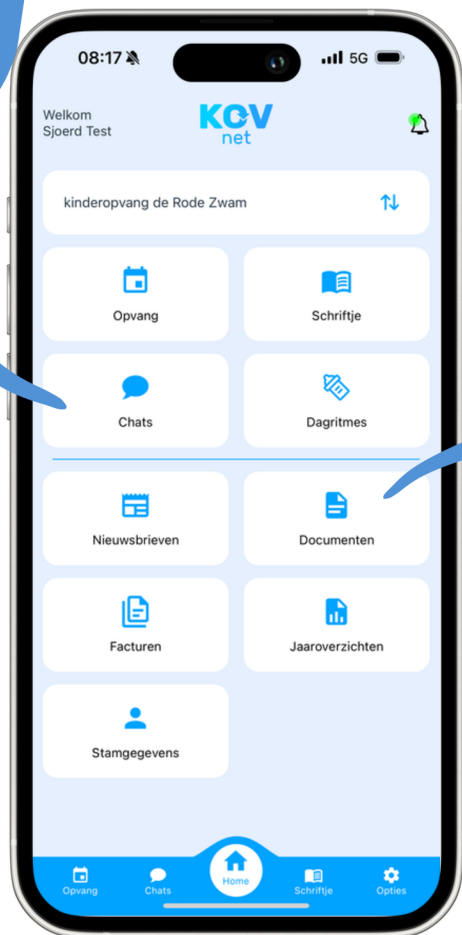 08:17
5G
Welkom
Sjoerd Test
KOV
net
kinderopvang de Rode Zwam
Opvang
Schriftje
Chats
Dagritmes
Nieuwsbrieven
Documenten
Facturen
Jaaroverzichten
Stamgegevens
Opvang
Chats
Home
Schriftje
Opties